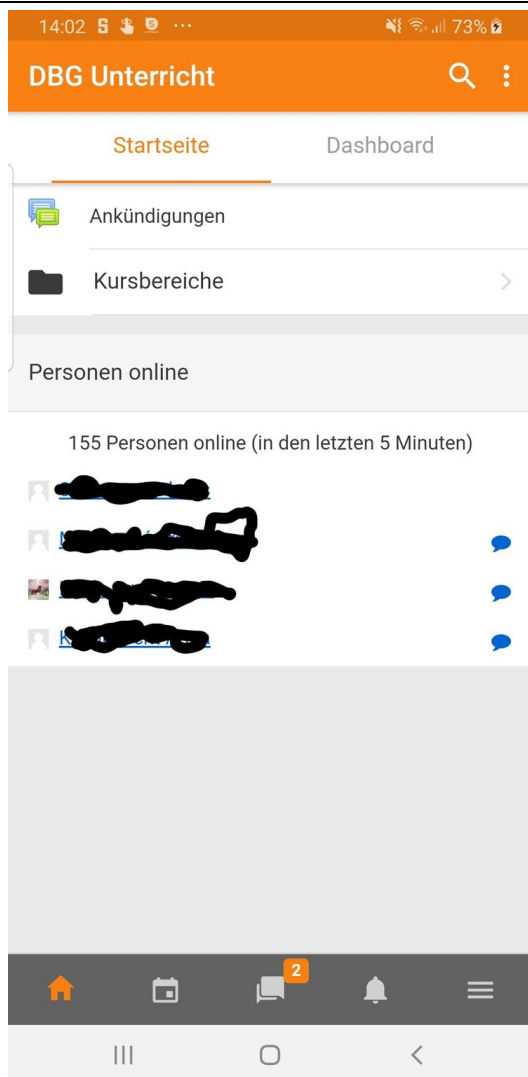 14:02
73%
DBG Unterricht
Startseite Dashboard
Ankündigungen
Kursbereiche
Personen online
155 Personen online (in den letzten 5 Minuten)
2